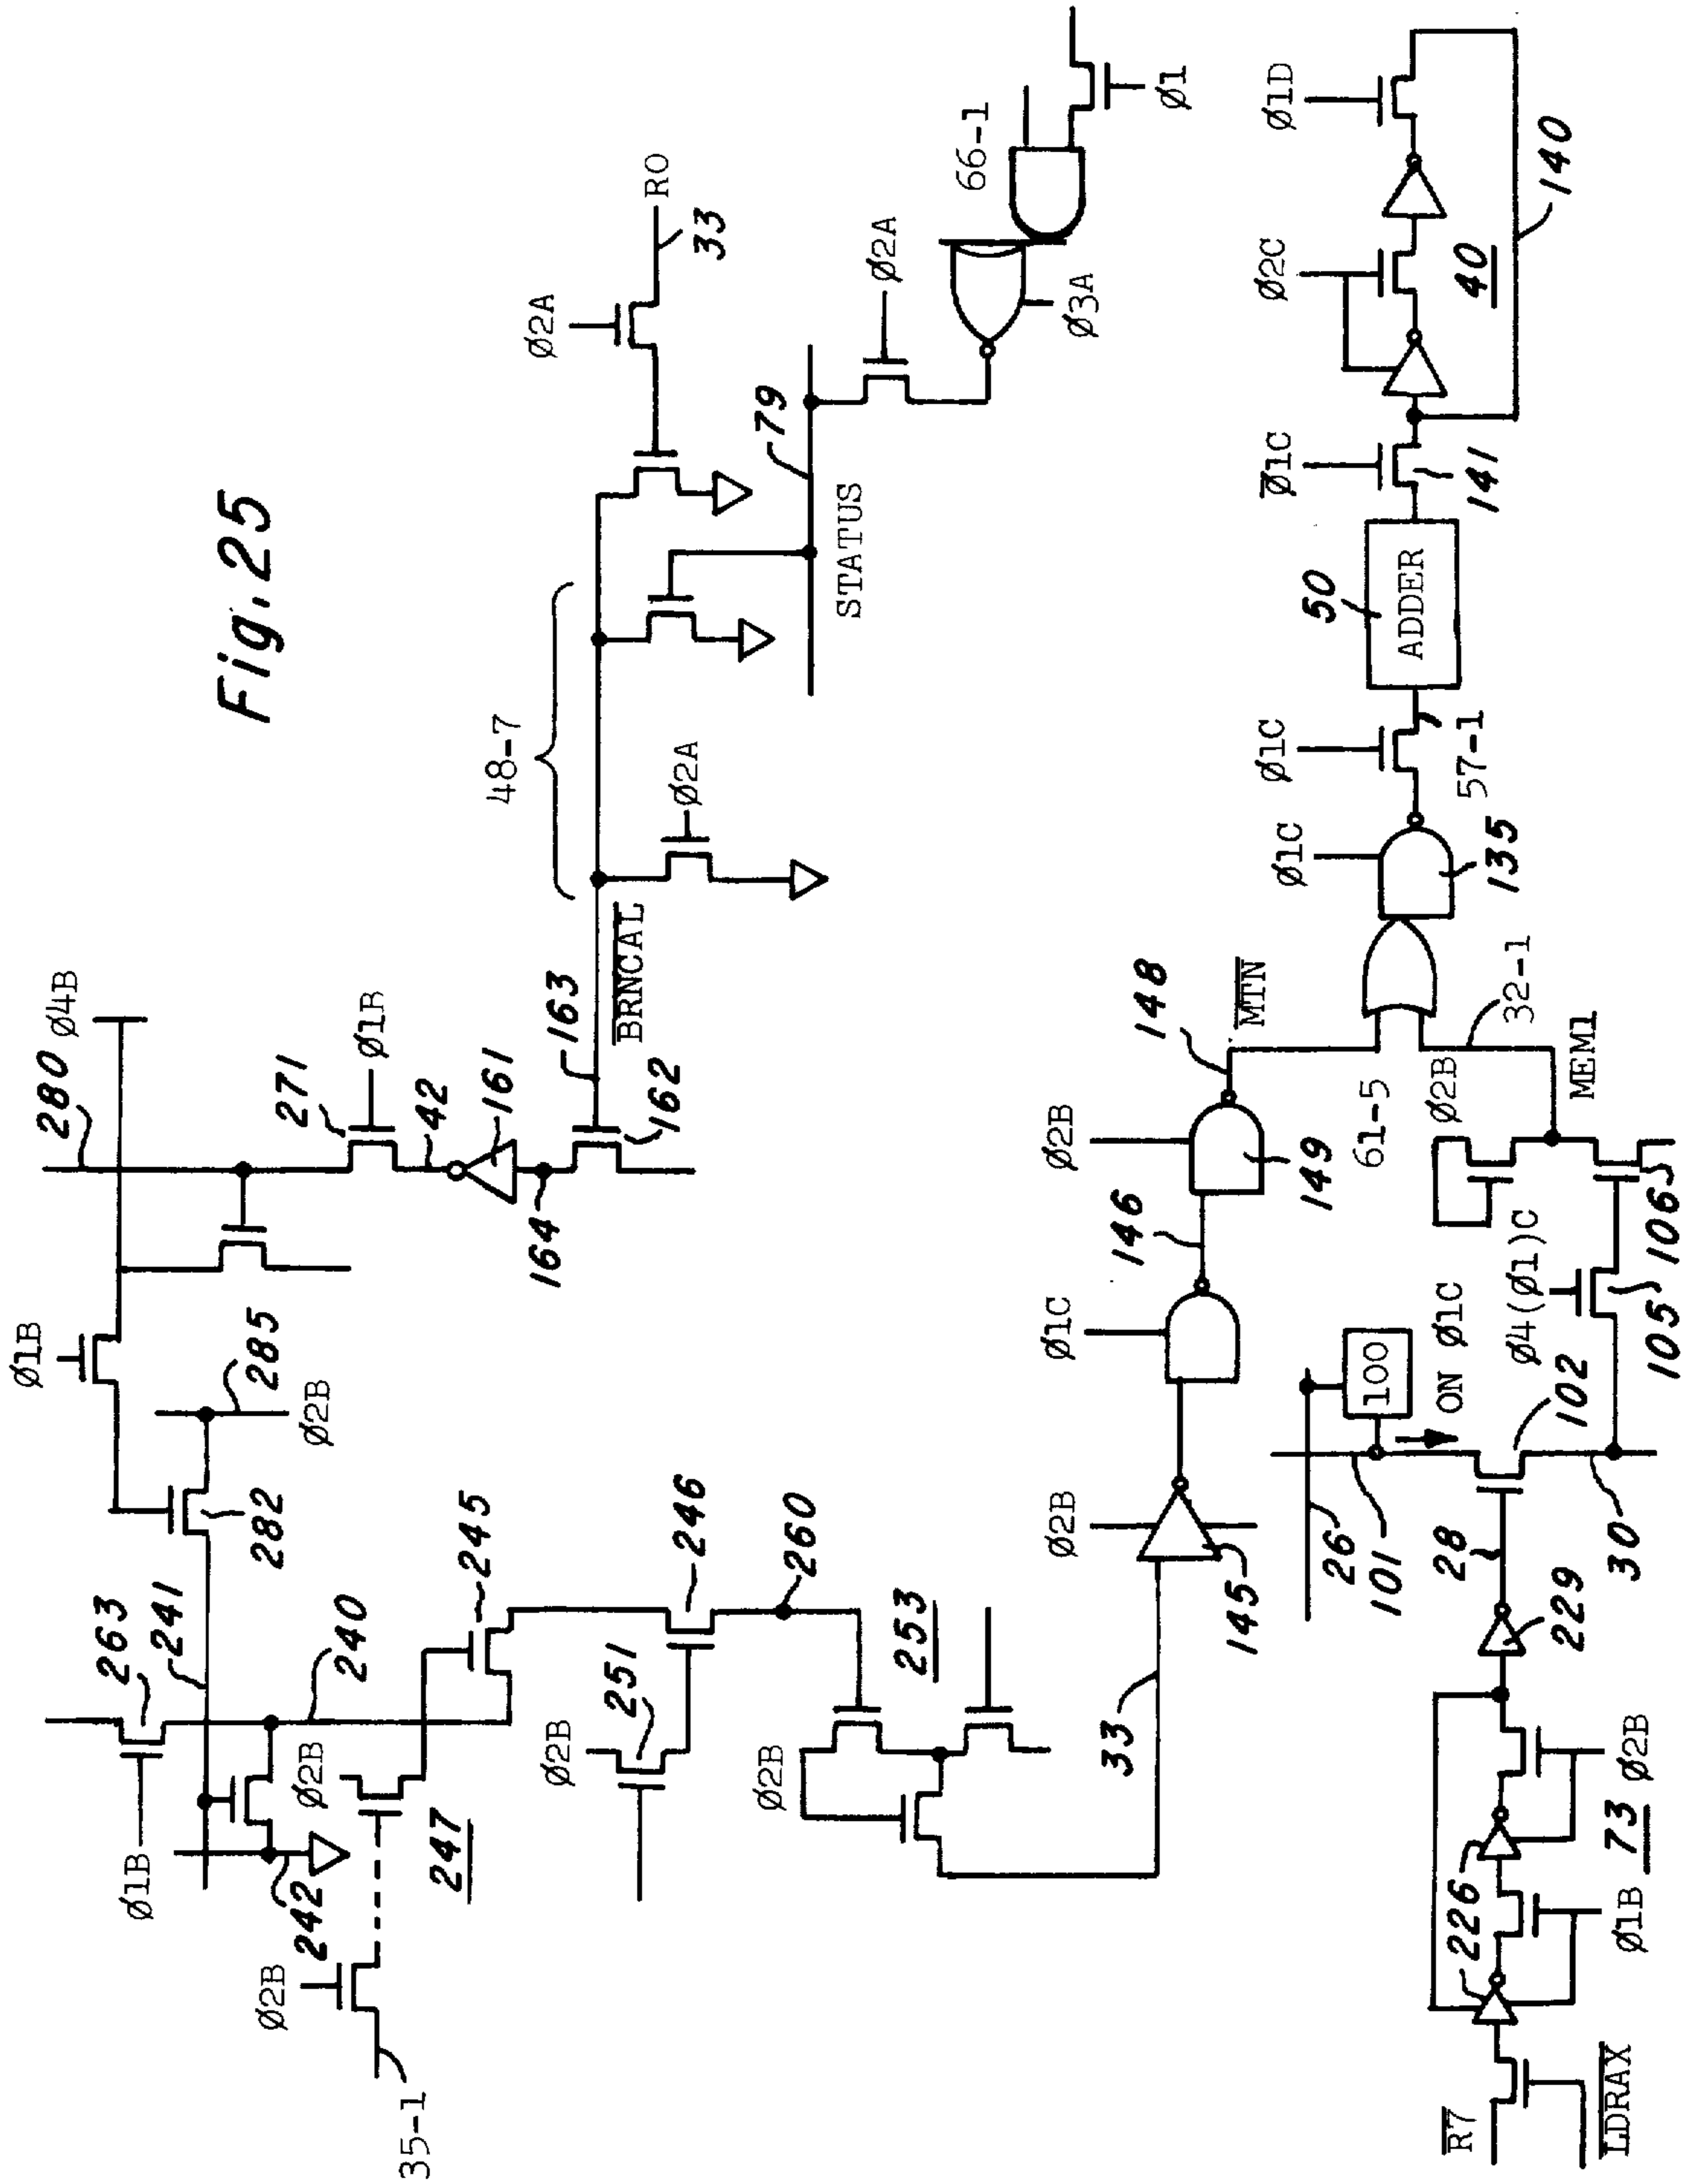 Fig. 25
280
Ø4B
Ø1B
271
Ø1B
42
161
164
162
163
BRNCAL
48-7
Ø2A
Ø2A
RO
33
79
STATUS
Ø2A
66-1
Ø3A
Ø1
285
Ø2B
282
263
241
Ø1B
240
242
Ø2B
Ø2B
247
35-1
245
246
251
Ø2B
260
253
Ø2B
33
Ø2B
145
Ø1C
146
Ø2B
148
149
MTN
61-5
Ø2B
MEM1
32-1
Ø1C
135
Ø1C
57-1
50
ADDER
Ø1C
141
Ø2C
40
Ø1D
140
26
101
100
ON Ø1C
102
Ø4(Ø1)C
105
106
28
30
229
226
73
Ø1B
Ø2B
R7
LDRAX